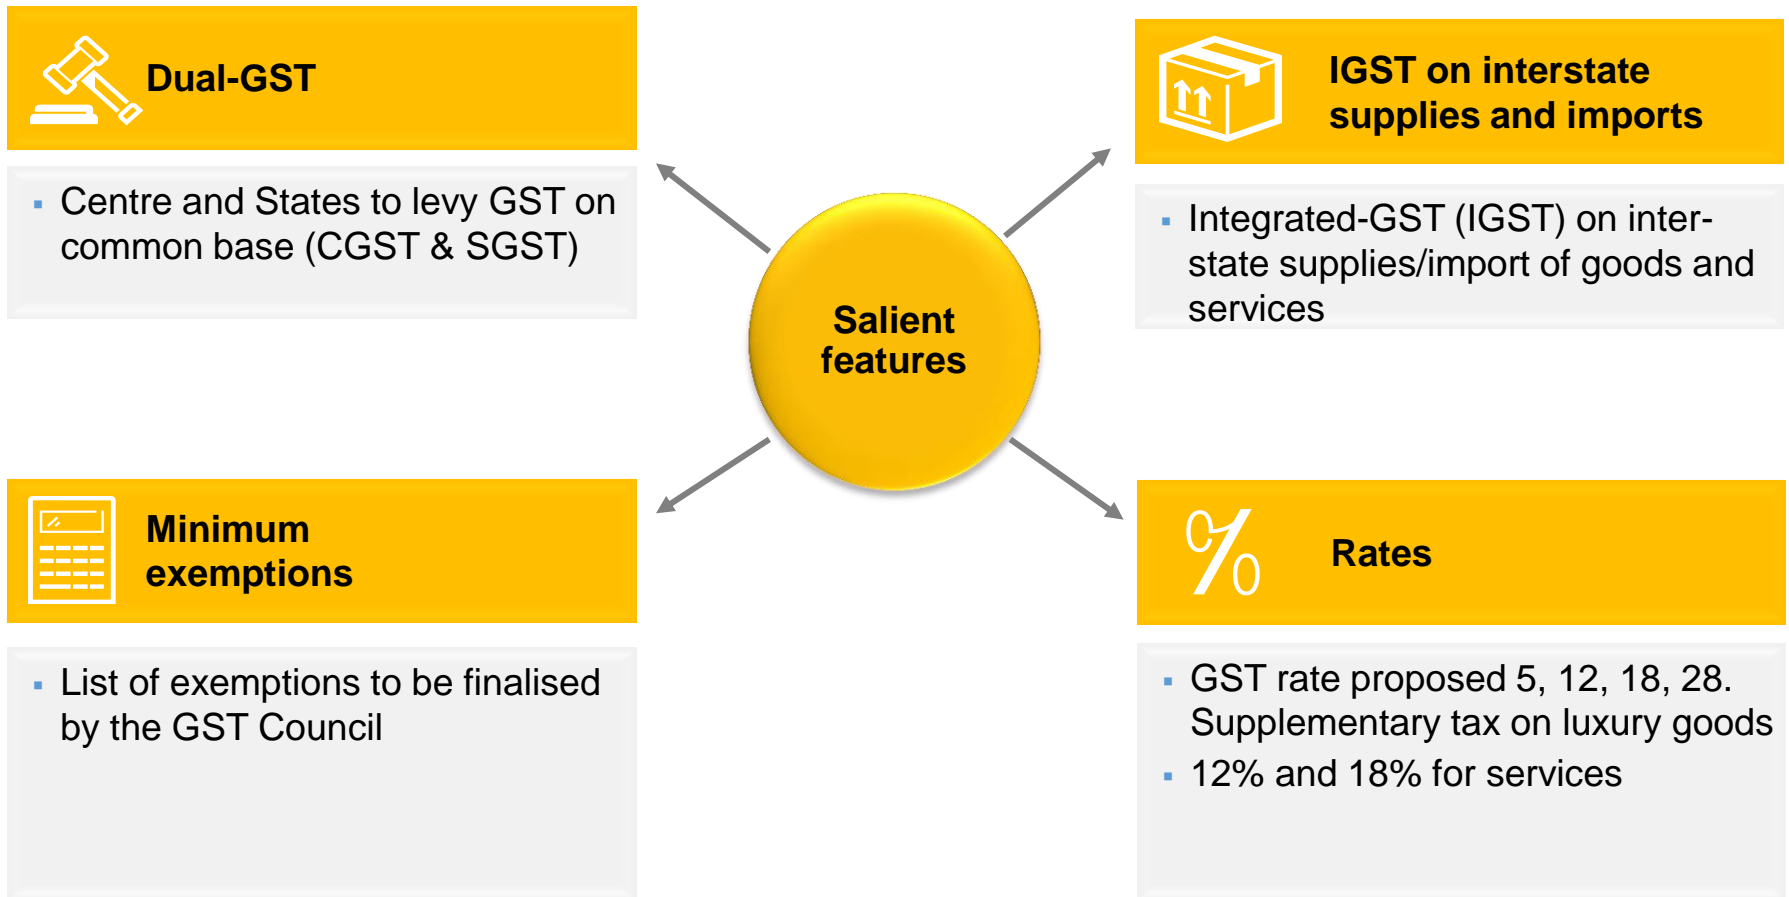 Dual-GST
▪ Centre and States to levy GST on
common base (CGST & SGST)
IGST on interstate
supplies and imports
▪ Integrated-GST (IGST) on inter-
state supplies/import of goods and
services
Salient
features
Minimum
exemptions
▪ List of exemptions to be finalised
by the GST Council
%
Rates
▪ GST rate proposed 5, 12, 18, 28.
Supplementary tax on luxury goods
▪ 12% and 18% for services